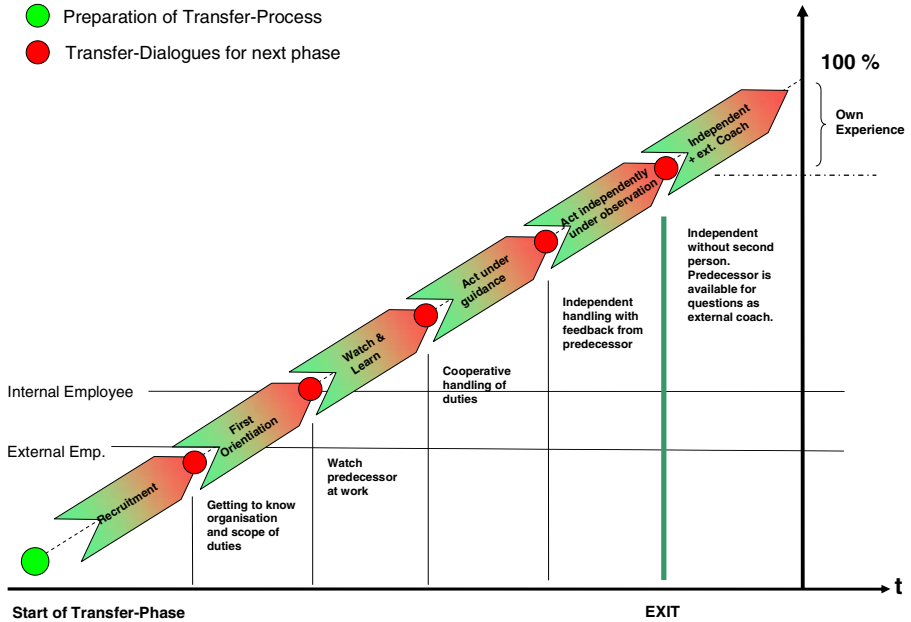 Preparation of Transfer-Process
Transfer-Dialogues for next phase
100 %
Own
Experience
Independent
+ ext. Coach
Act independently
under observation
Act under
guidance
Watch &
Learn
First
Orientiation
Recruitment
Independent
without second
person.
Predecessor is
available for
questions as
external coach.
Independent
handling with
feedback from
predecessor
Cooperative
handling of
duties
Internal Employee
External Emp.
Watch
predecessor
at work
Getting to know
organisation
and scope of
duties
t
Start of Transfer-Phase
EXIT